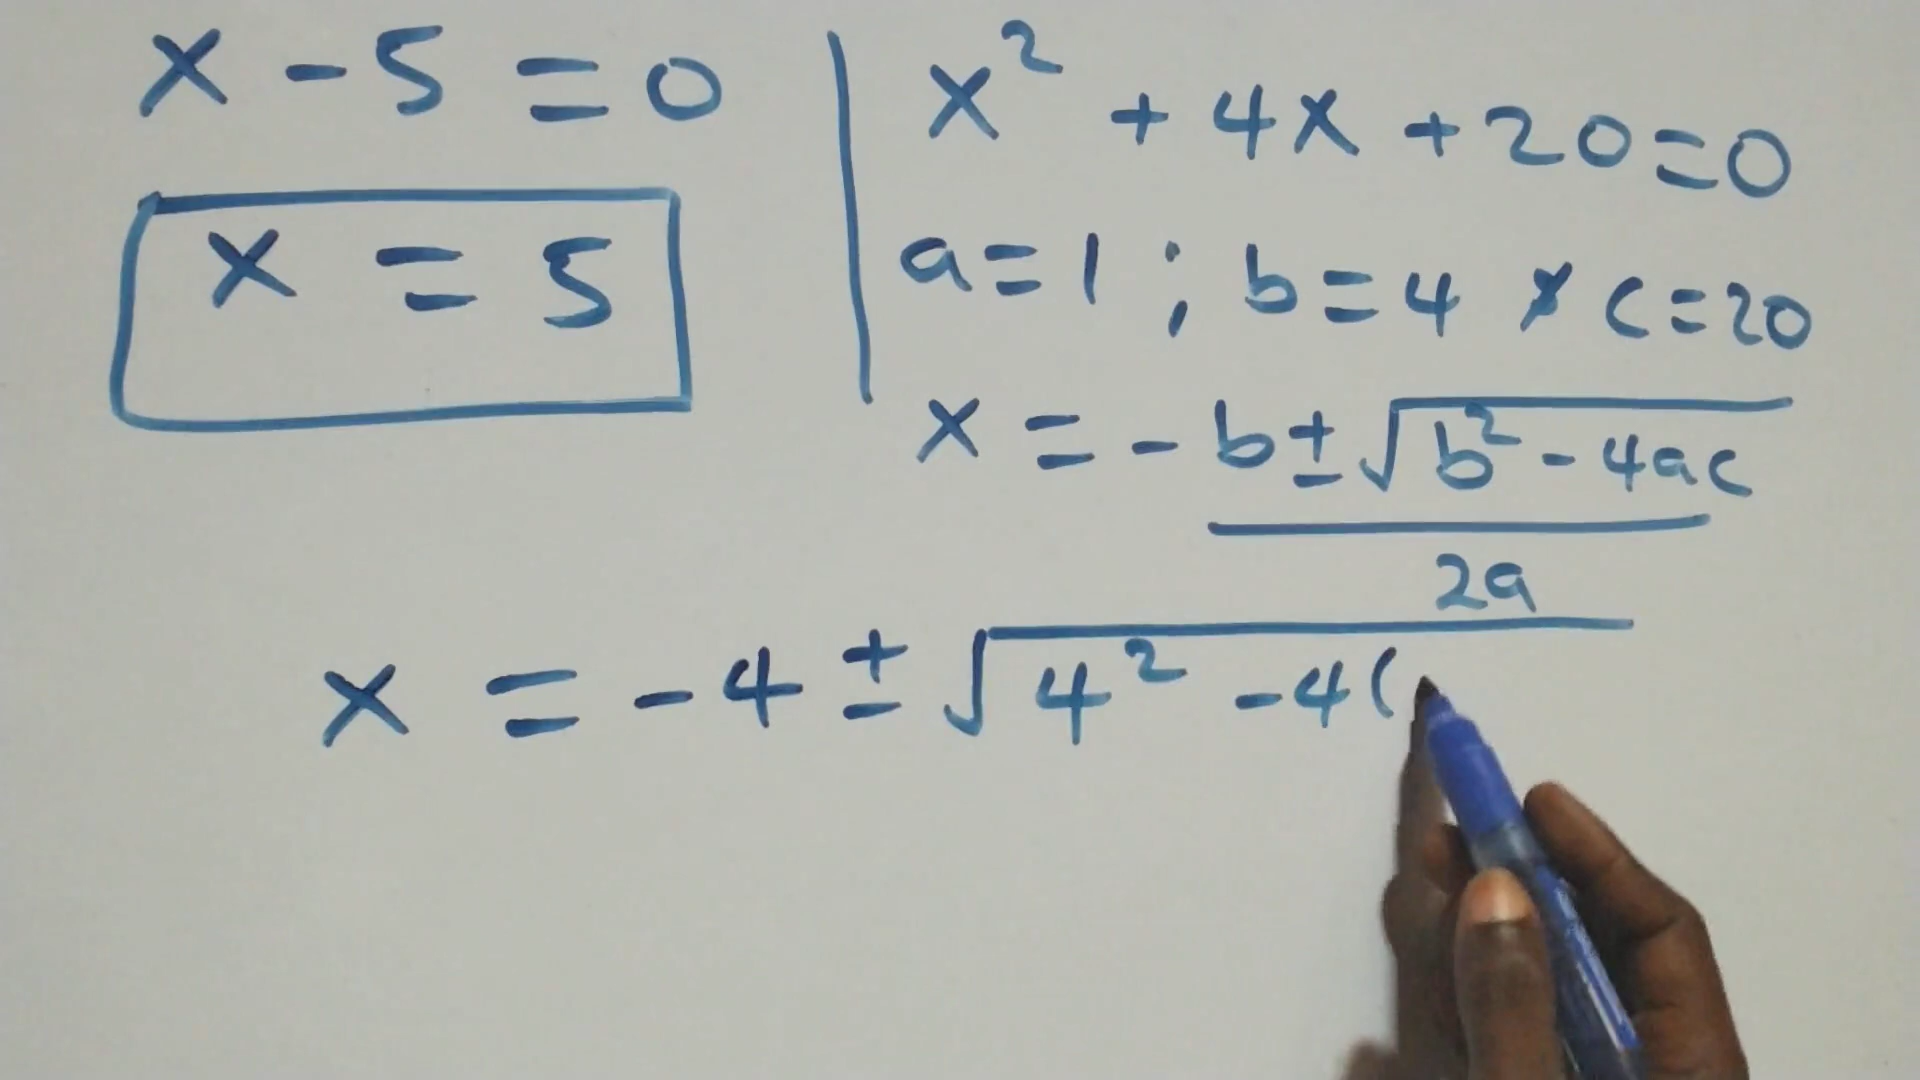 x - 5 = 0
x = 5
x² + 4x + 20 = 0
a = 1 ; b = 4 ; c = 20
x = - b ± √b² - 4ac
2a
x = - 4 ± √4² - 4(